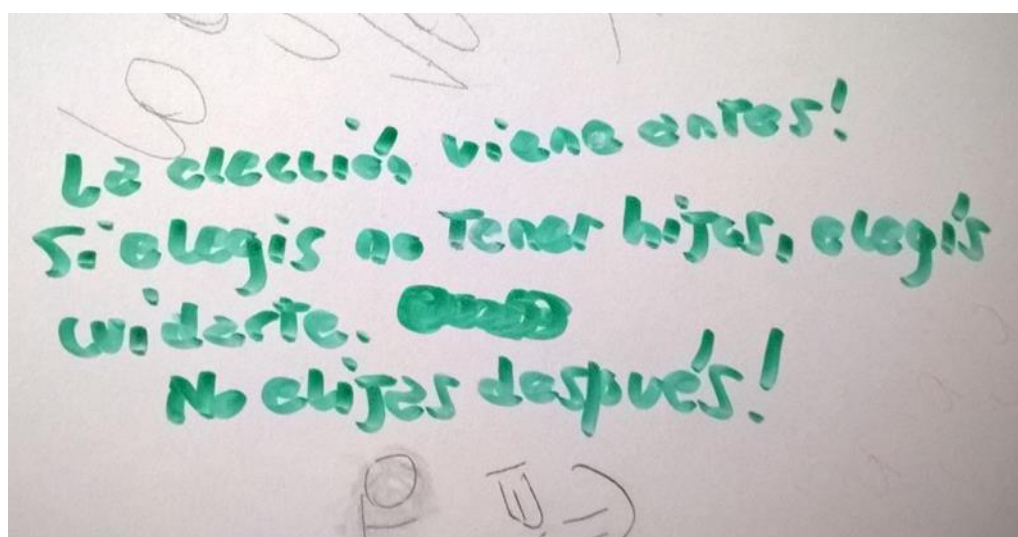 La elección viene antes!
Si elegís no tener hijos, elegís
cuidarte.
No elijas después!